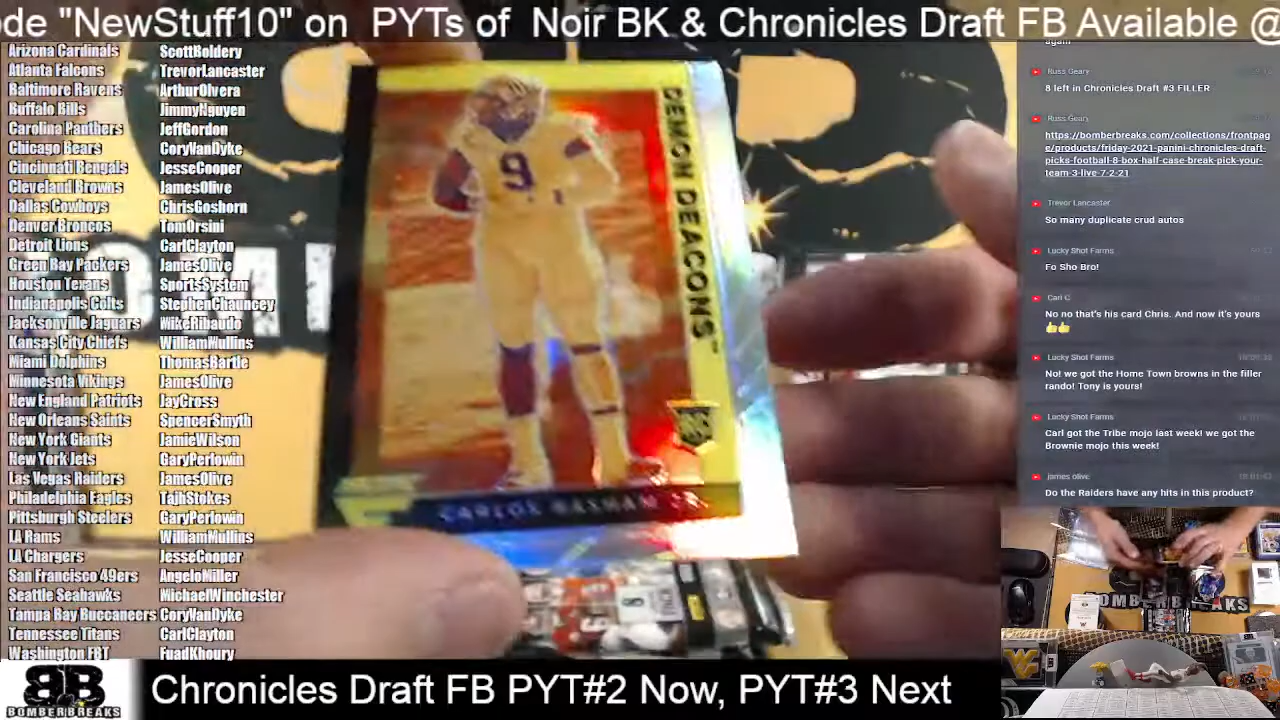 ode "NewStuff10" on PYTs of Noir BK & Chronicles Draft FB Available @
Arizona Cardinals ScottBoldery
Atlanta Falcons TrevorLancaster
Baltimore Ravens ArthurOlvera
Buffalo Bills JimmyNguyen
Carolina Panthers JeffGordon
Chicago Bears CoryVanDyke
Cincinnati Bengals JesseCooper
Cleveland Browns JamesOlive
Dallas Cowboys ChrisGoshorn
Denver Broncos TomOrsini
Detroit Lions CarlClayton
Green Bay Packers JamesOlive
Houston Texans SportsSystem
Indianapolis Colts StephenChauncey
Jacksonville Jaguars MikeRibaudo
Kansas City Chiefs WilliamMullins
Miami Dolphins ThomasBartle
Minnesota Vikings JamesOlive
New England Patriots JayCross
New Orleans Saints SpencerSmyth
New York Giants JamieWilson
New York Jets GaryPerlowin
Las Vegas Raiders JamesOlive
Philadelphia Eagles TajhStokes
Pittsburgh Steelers GaryPerlowin
LA Rams WilliamMullins
LA Chargers JesseCooper
San Francisco 49ers AngeloMiller
Seattle Seahawks MichaelWinchester
Tampa Bay Buccaneers CoryVanDyke
Tennessee Titans CarlClayton
Washington FBT FuadKhoury
DEMON DEACONS
9
CARLOS BASHAM JR.
again
Russ Geary
8 left in Chronicles Draft #3 FILLER
Russ Geary
https://bomberbreaks.com/collections/frontpag
e/products/friday-2021-panini-chronicles-draft-
picks-football-8-box-half-case-break-pick-your-
team-3-live-7-2-21
Trevor Lancaster
So many duplicate crud autos
Lucky Shot Farms
Fo Sho Bro!
Carl C
No no that's his card Chris. And now it's yours
👍👍
Lucky Shot Farms
No! we got the Home Town browns in the filler
rando! Tony is yours!
Lucky Shot Farms
Carl got the Tribe mojo last week! we got the
Brownie mojo this week!
james olive
Do the Raiders have any hits in this product?
BOMBERBREAKS
BB
BOMBERBREAKS
Chronicles Draft FB PYT#2 Now, PYT#3 Next